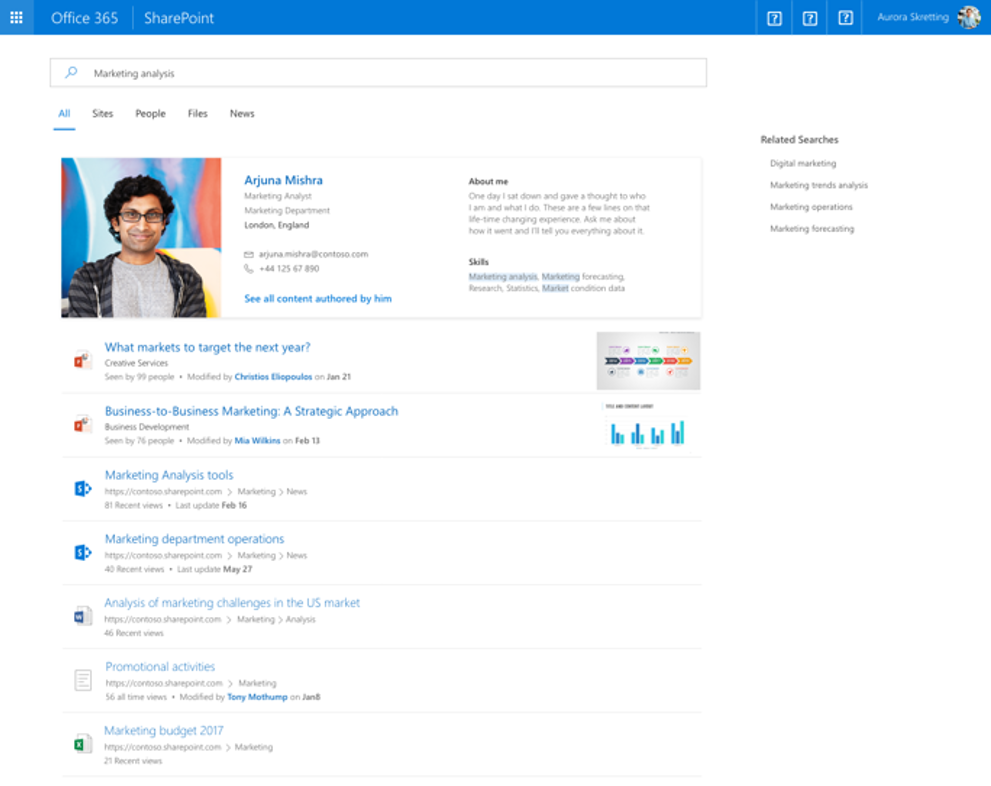 Office 365 SharePoint ? ? ? Aurora Skretting
Marketing analysis
All Sites People Files News
Arjuna Mishra
Marketing Analyst
Marketing Department
London, England
arjuna.mishra@contoso.com
+44 125 67 890
See all content authored by him
About me
One day I sat down and gave a thought to who
I am and what I do. These are a few lines on that
life-time changing experience. Ask me about
how it went and I'll tell you everything about it.
Skills
Marketing analysis, Marketing forecasting,
Research, Statistics, Market condition data
What markets to target the next year?
Creative Services
Seen by 99 people • Modified by Christios Eliopoulos on Jan 21
Business-to-Business Marketing: A Strategic Approach
Business Development
Seen by 76 people • Modified by Mia Wilkins on Feb 13
TITLE AND CONTENT LAYOUT
Marketing Analysis tools
https://contoso.sharepoint.com > Marketing > News
81 Recent views • Last update Feb 16
Marketing department operations
https://contoso.sharepoint.com > Marketing > News
40 Recent views • Last update May 27
Analysis of marketing challenges in the US market
https://contoso.sharepoint.com > Marketing > Analysis
46 Recent views
Promotional activities
https://contoso.sharepoint.com > Marketing
56 all time views • Modified by Tony Mothump on Jan8
Marketing budget 2017
https://contoso.sharepoint.com > Marketing
21 Recent views
Related Searches
Digital marketing
Marketing trends analysis
Marketing operations
Marketing forecasting